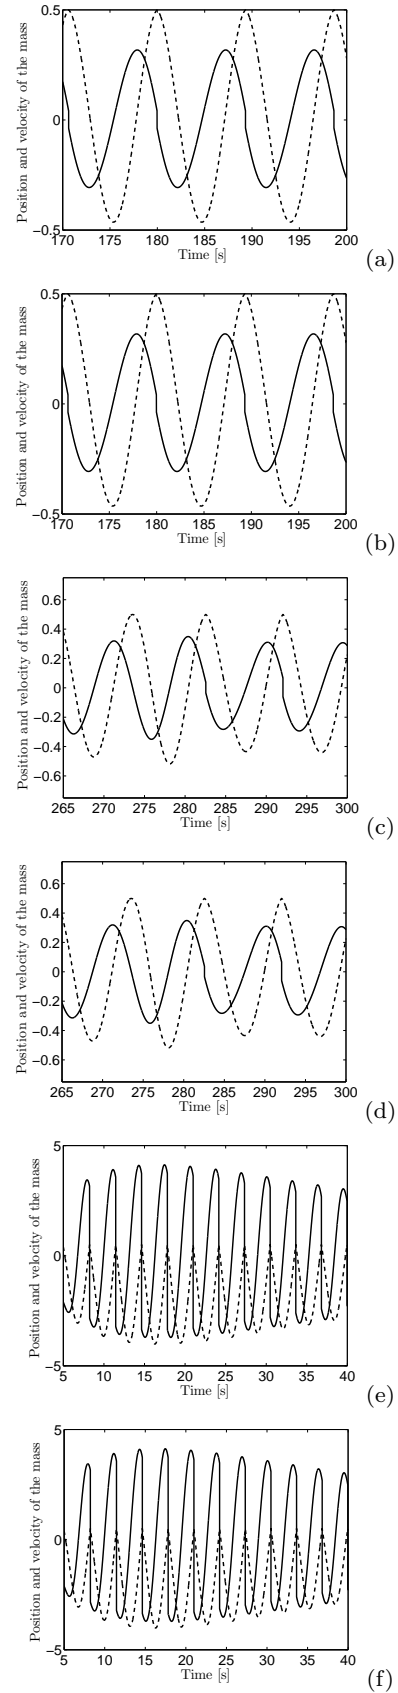 Position and velocity of the mass
0.5
0
−0.5
170 175 180 185 190 195 200
Time [s]
(a)
Position and velocity of the mass
0.5
0
−0.5
170 175 180 185 190 195 200
Time [s]
(b)
Position and velocity of the mass
0.6
0.4
0.2
0
−0.2
−0.4
−0.6
265 270 275 280 285 290 295 300
Time [s]
(c)
Position and velocity of the mass
0.6
0.4
0.2
0
−0.2
−0.4
−0.6
265 270 275 280 285 290 295 300
Time [s]
(d)
Position and velocity of the mass
5
0
−5
5 10 15 20 25 30 35 40
Time [s]
(e)
Position and velocity of the mass
5
0
−5
5 10 15 20 25 30 35 40
Time [s]
(f)